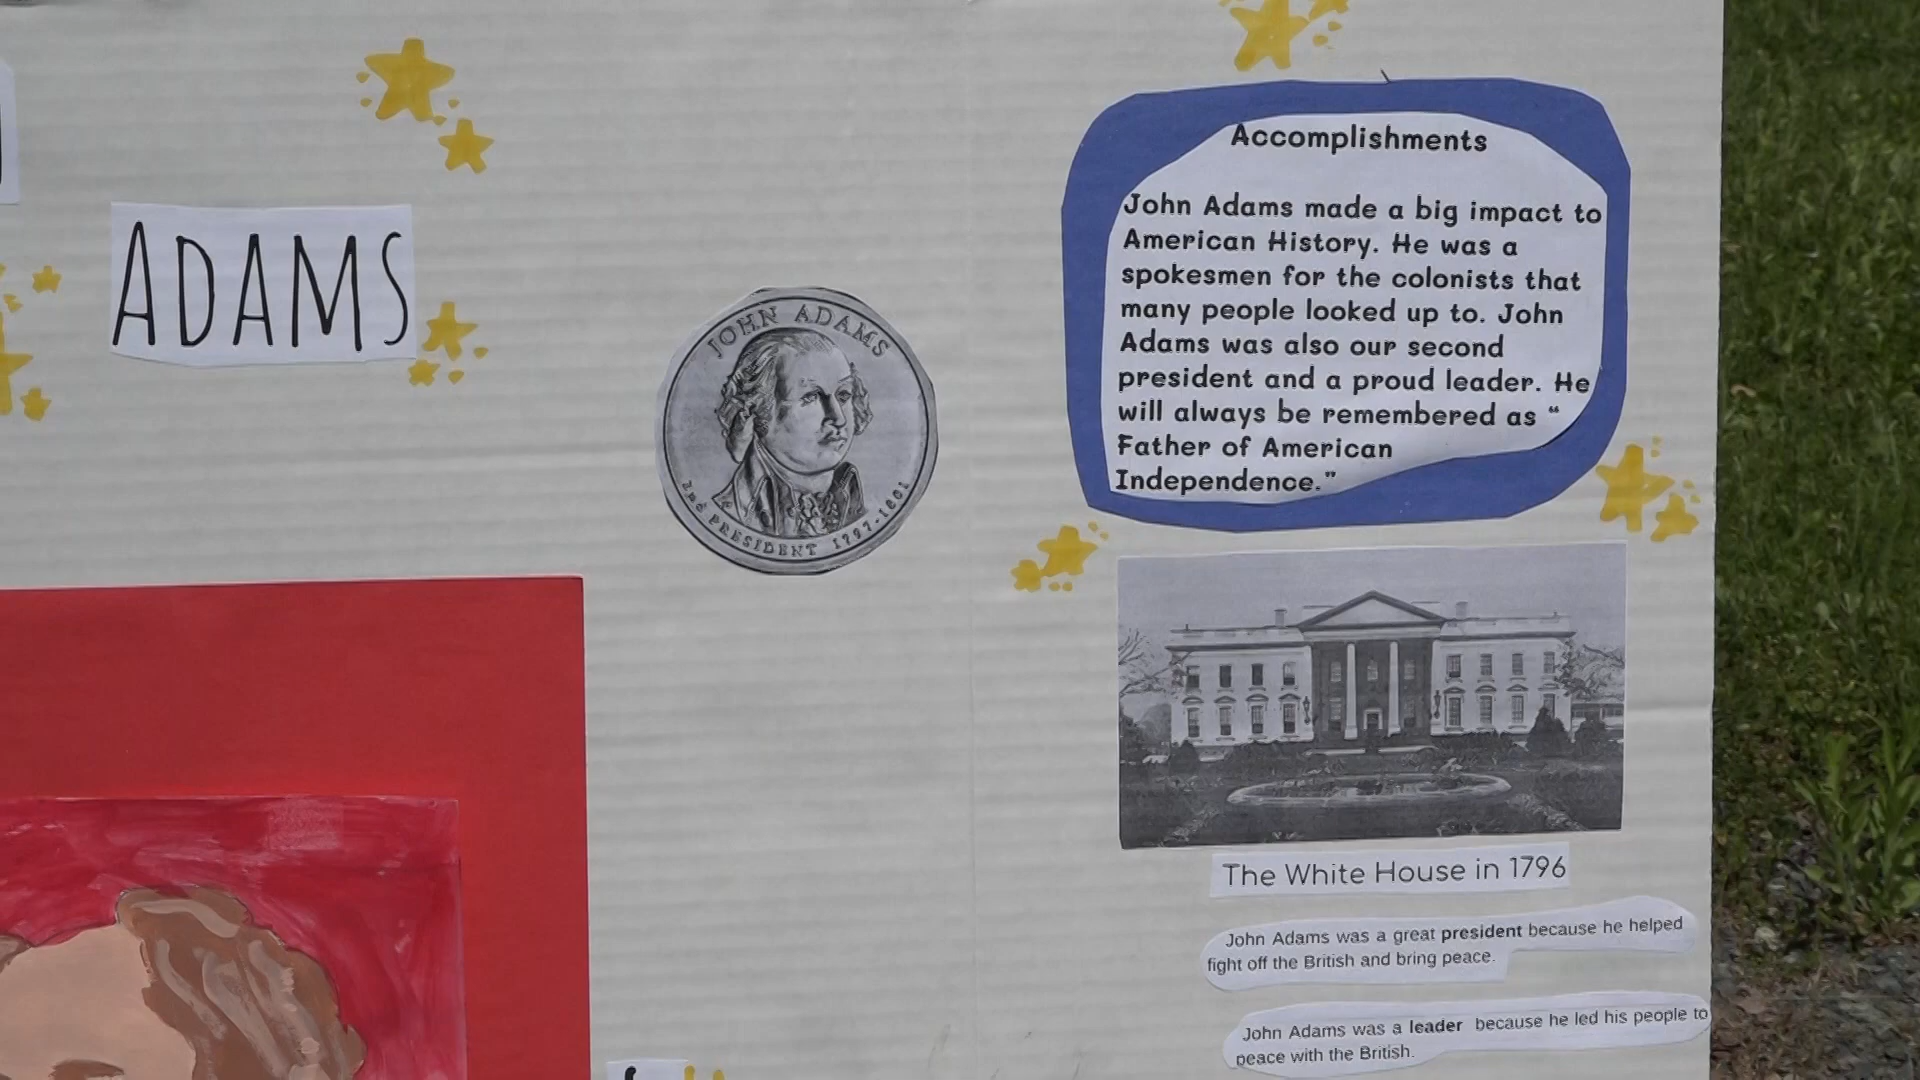 ADAMS
JOHN ADAMS
2nd PRESIDENT 1797-1801
Accomplishments
John Adams made a big impact to
American History. He was a
spokesmen for the colonists that
many people looked up to. John
Adams was also our second
president and a proud leader. He
will always be remembered as “
Father of American
Independence.”
The White House in 1796
John Adams was a great president because he helped
fight off the British and bring peace.
John Adams was a leader because he led his people to
peace with the British.